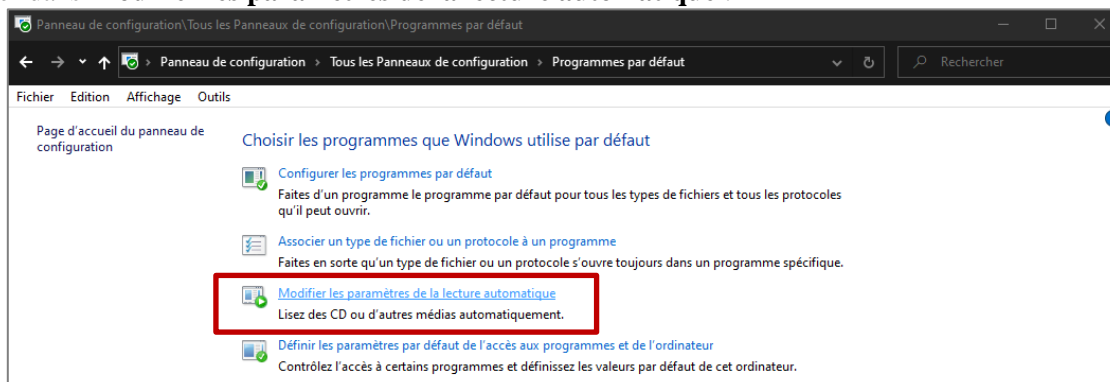 Modifier les paramètres de la lecture automatique
Panneau de configuration\Tous les Panneaux de configuration\Programmes par défaut
Panneau de configuration > Tous les Panneaux de configuration > Programmes par défaut
Rechercher
Fichier Edition Affichage Outils
Page d'accueil du panneau de
configuration
Choisir les programmes que Windows utilise par défaut
Configurer les programmes par défaut
Faites d'un programme le programme par défaut pour tous les types de fichiers et tous les protocoles
qu'il peut ouvrir.
Associer un type de fichier ou un protocole à un programme
Faites en sorte qu'un type de fichier ou un protocole s'ouvre toujours dans un programme spécifique.
Modifier les paramètres de la lecture automatique
Lisez des CD ou d'autres médias automatiquement.
Définir les paramètres par défaut de l'accès aux programmes et de l'ordinateur
Contrôlez l'accès à certains programmes et définissez les valeurs par défaut de cet ordinateur.